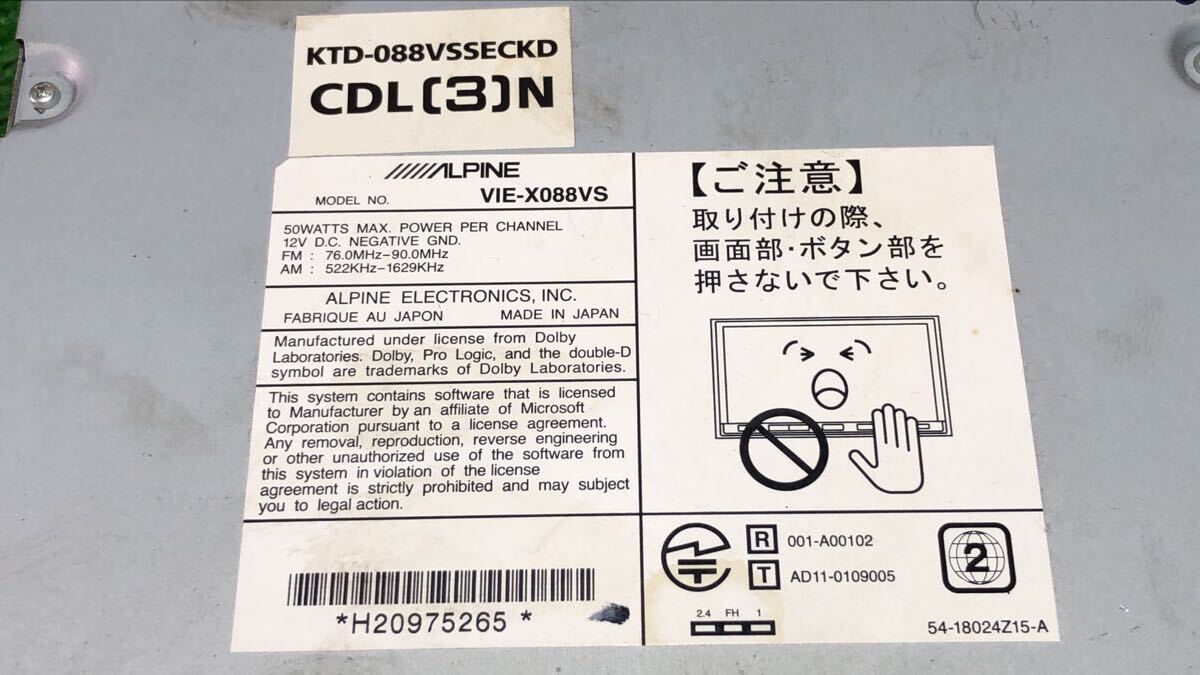 KTD-088VSSECKD
CDL(3)N
ALPINE
MODEL NO. VIE-X088VS
50WATTS MAX. POWER PER CHANNEL
12V D.C. NEGATIVE GND.
FM : 76.0MHz-90.0MHz
AM : 522KHz-1629KHz
ALPINE ELECTRONICS, INC.
FABRIQUE AU JAPON MADE IN JAPAN
Manufactured under license from Dolby
Laboratories. Dolby, Pro Logic, and the double-D
symbol are trademarks of Dolby Laboratories.
This system contains software that is licensed
to Manufacturer by an affiliate of Microsoft
Corporation pursuant to a license agreement.
Any removal, reproduction, reverse engineering
or other unauthorized use of the software from
this system in violation of the license
agreement is strictly prohibited and may subject
you to legal action.
*H20975265*
【ご注意】
取り付けの際、
画面部·ボタン部を
押さないで下さい。
R 001-A00102
T AD11-0109005
2.4 FH 1
2
54-18024Z15-A